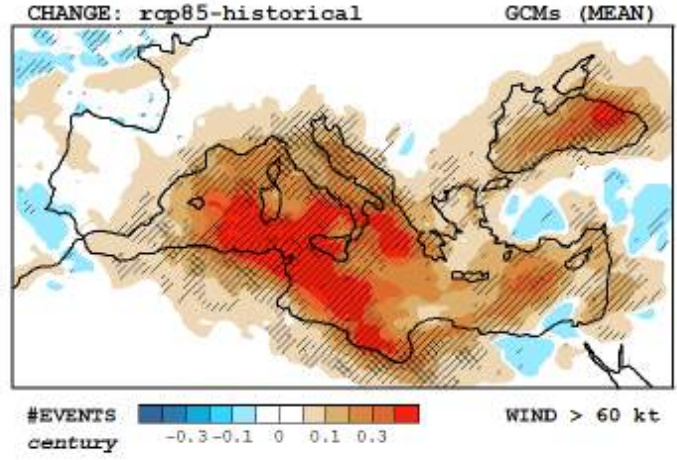 CHANGE: rcp85-historical GCMs (MEAN)
#EVENTS WIND > 60 kt
century -0.3 -0.1 0 0.1 0.3